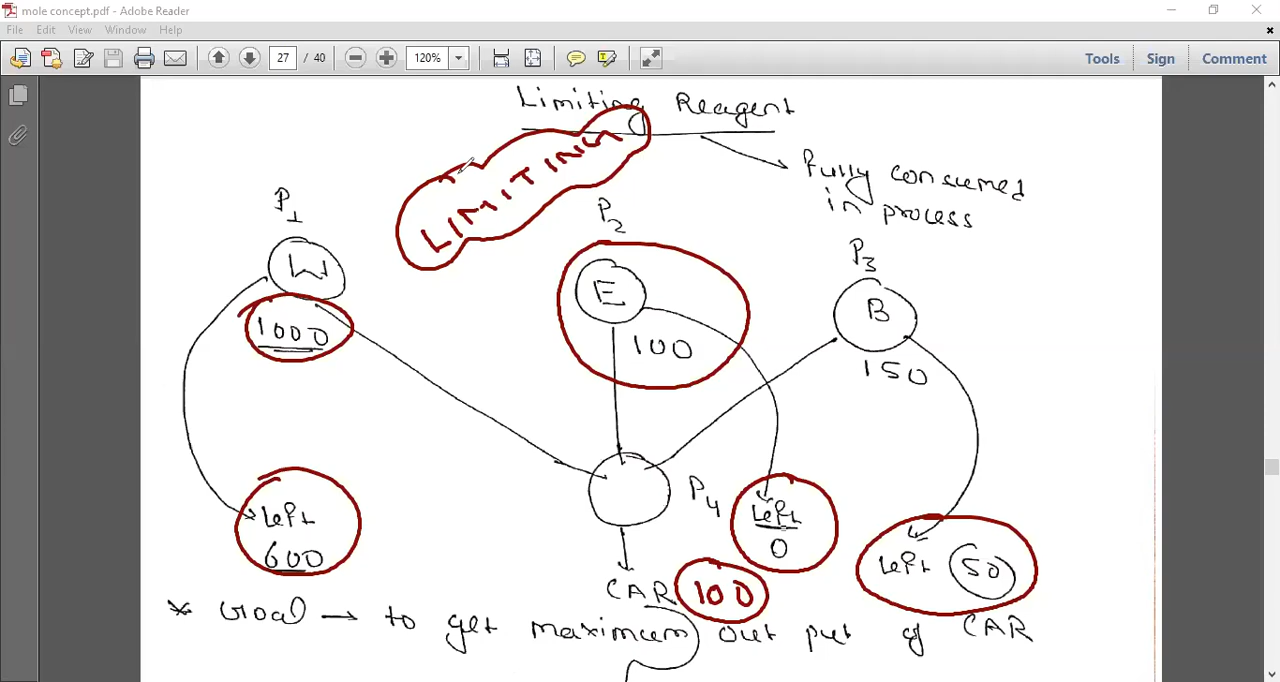 mole concept.pdf - Adobe Reader
File Edit View Window Help
27 / 40 120% Tools Sign Comment
Limiting Reagent
LIMITING
Fully consumed
in process
P1
P2
P3
W
E
B
1000
100
150
P4
Left
600
Left
0
Left 50
CAR 100
* Goal → to get maximum out put of CAR